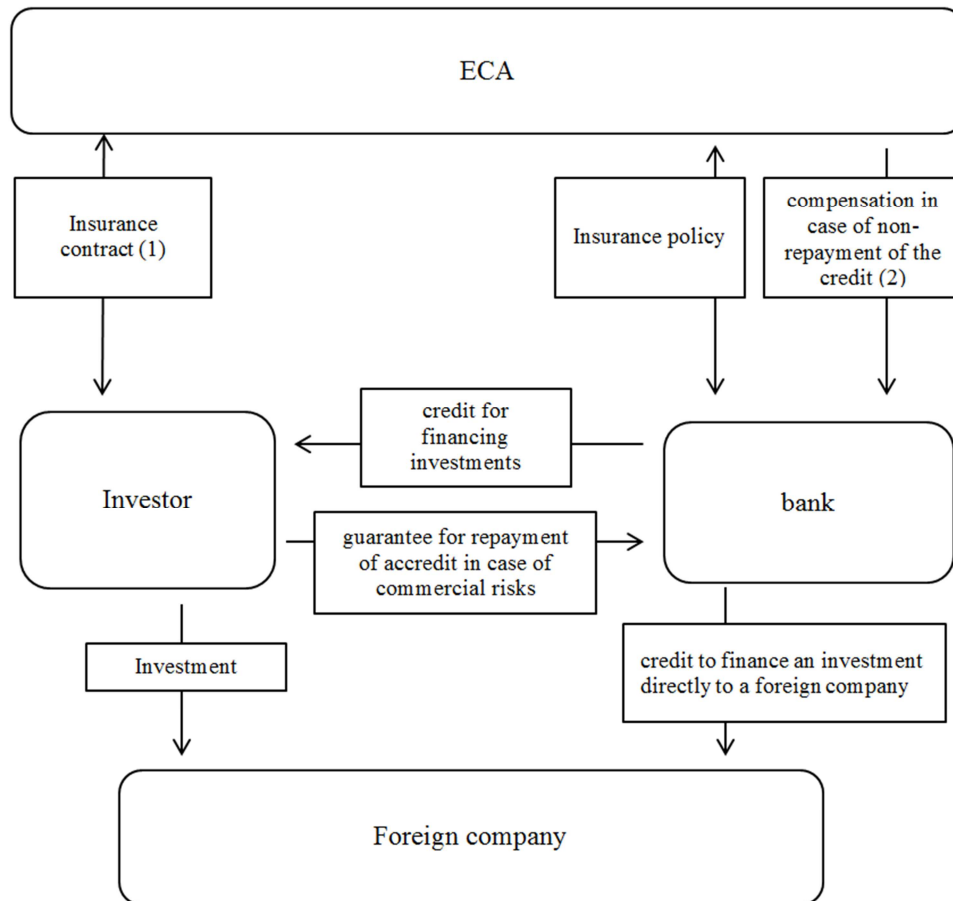 ECA
Insurance
contract (1)
Insurance policy
compensation in
case of non-
repayment of the
credit (2)
credit for
financing
investments
Investor
bank
guarantee for repayment
of accredit in case of
commercial risks
Investment
credit to finance an investment
directly to a foreign company
Foreign company